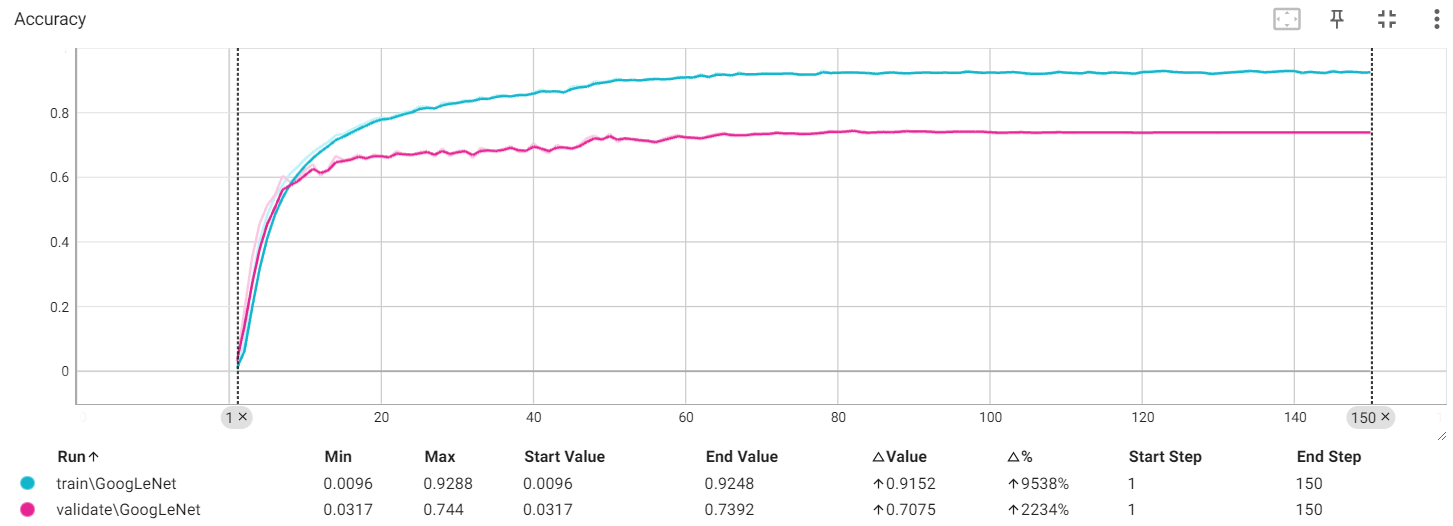 Accuracy
0.8
0.6
0.4
0.2
0
1 × 20 40 60 80 100 120 140 150 ×
Run↑ Min Max Start Value End Value △Value △% Start Step End Step
train\GoogLeNet 0.0096 0.9288 0.0096 0.9248 ↑0.9152 ↑9538% 1 150
validate\GoogLeNet 0.0317 0.744 0.0317 0.7392 ↑0.7075 ↑2234% 1 150